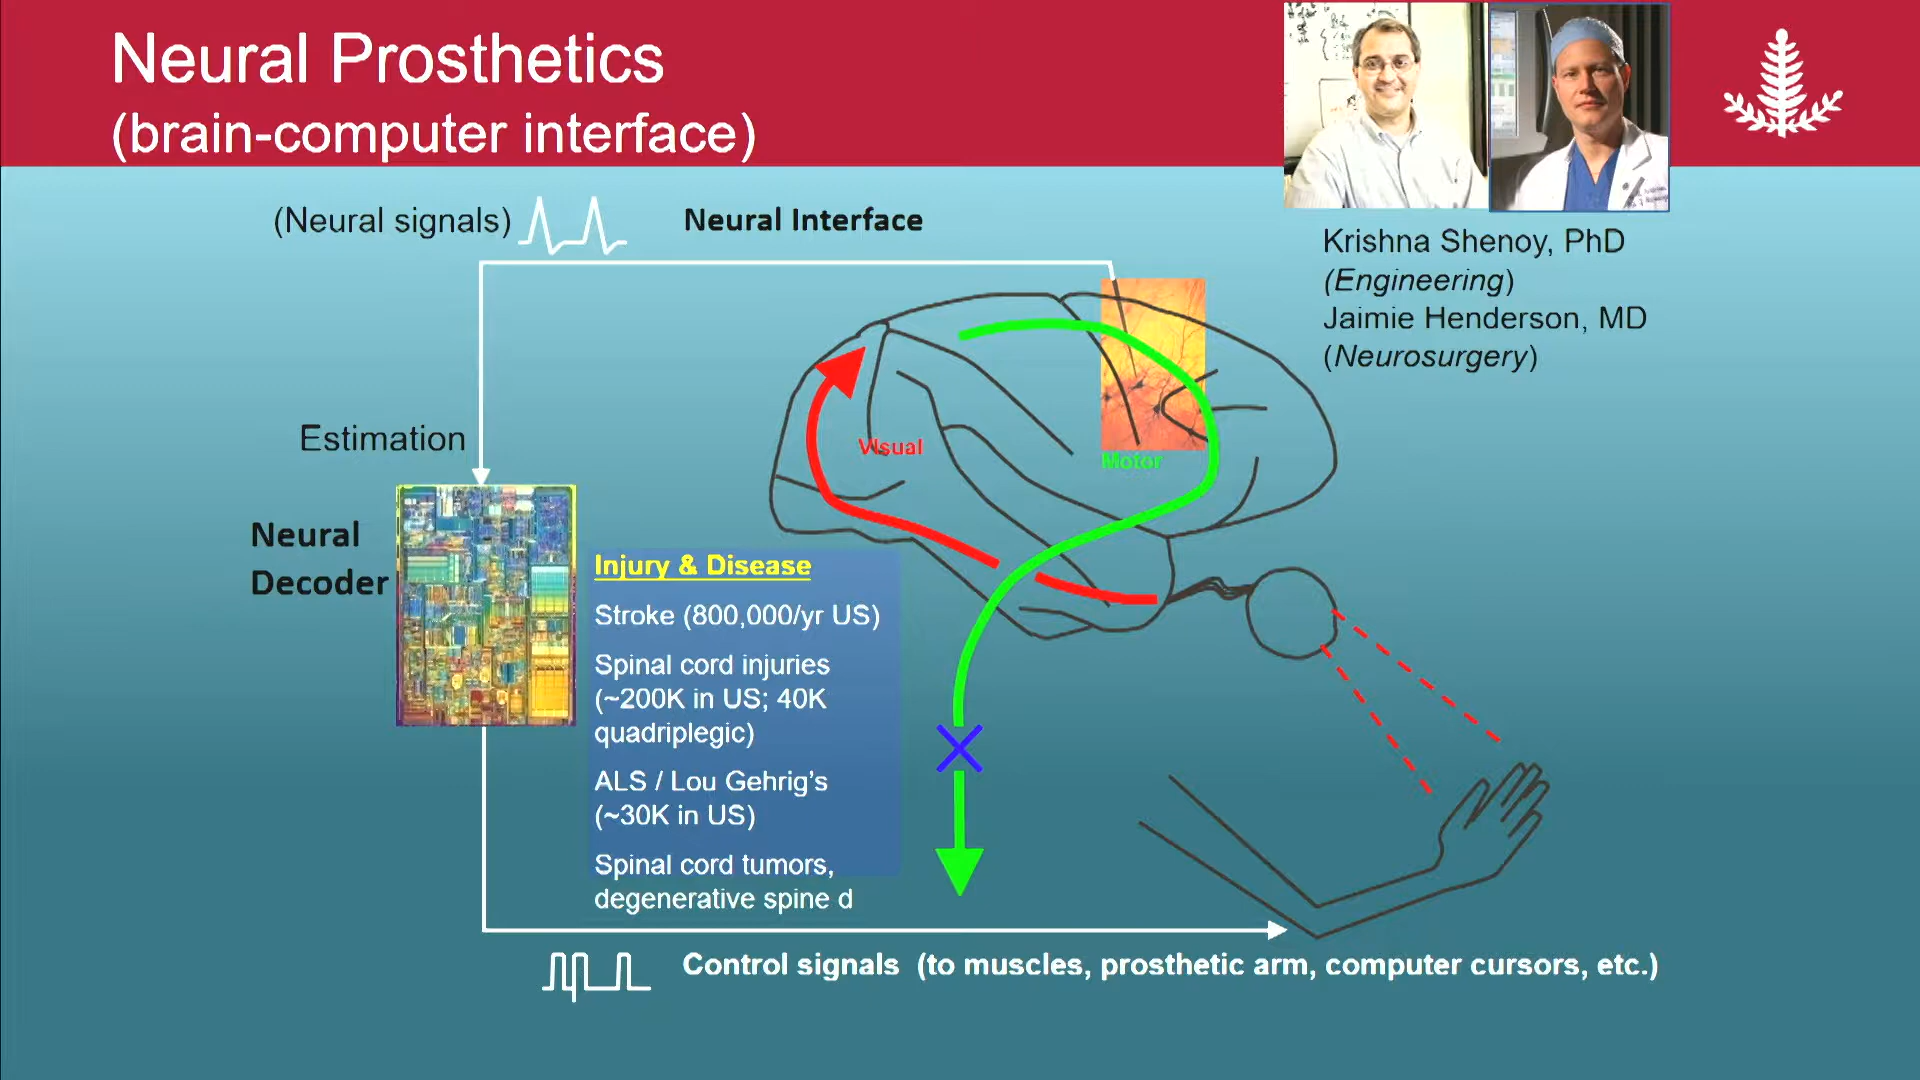 Neural Prosthetics
(brain-computer interface)
(Neural signals)
Neural Interface
Krishna Shenoy, PhD
(Engineering)
Jaimie Henderson, MD
(Neurosurgery)
Estimation
Visual
Motor
Neural
Decoder
Injury & Disease
Stroke (800,000/yr US)
Spinal cord injuries
(~200K in US; 40K
quadriplegic)
ALS / Lou Gehrig’s
(~30K in US)
Spinal cord tumors,
degenerative spine d
Control signals (to muscles, prosthetic arm, computer cursors, etc.)